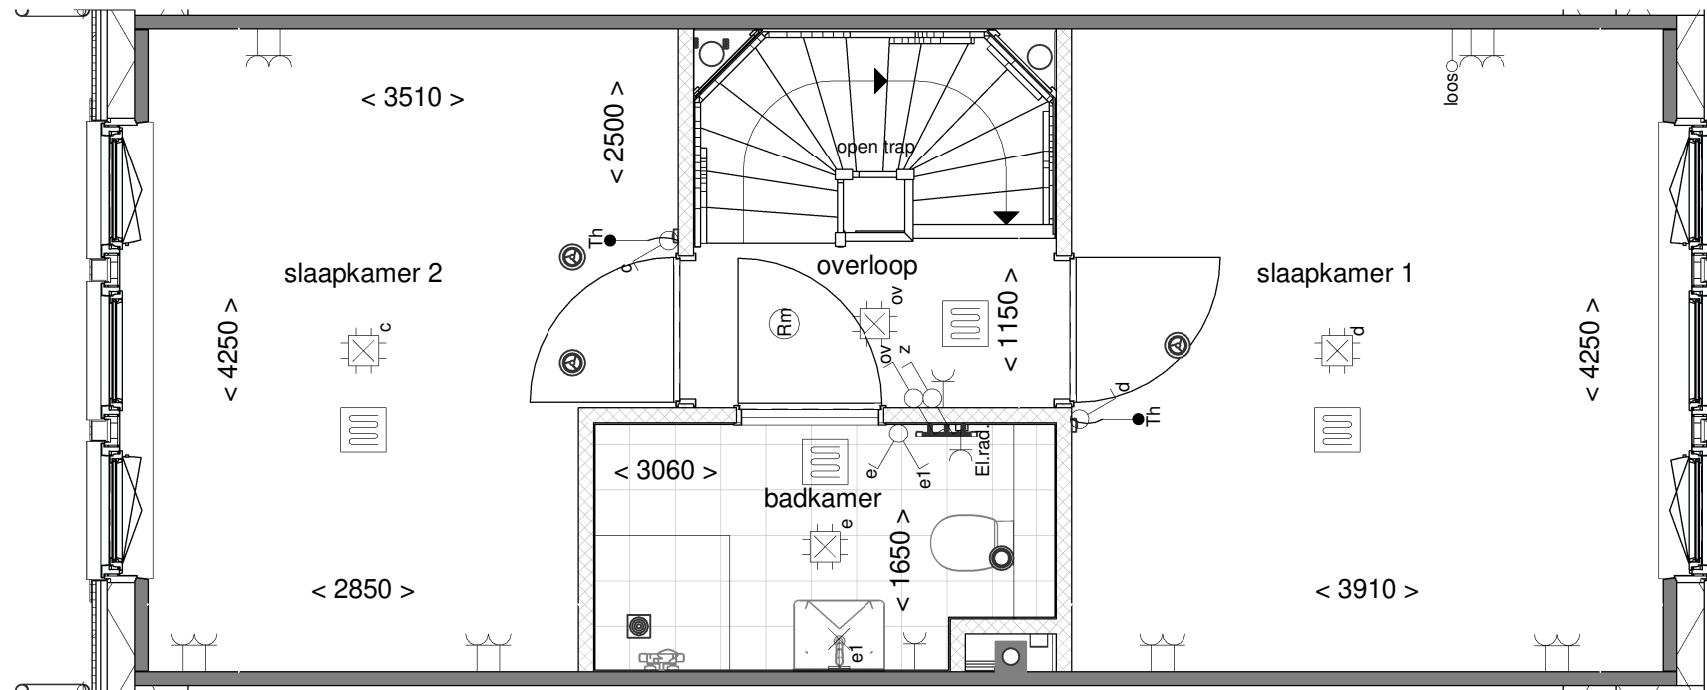 < 3510 >
< 2500 >
open trap
loos
Th
c
slaapkamer 2
overloop
slaapkamer 1
< 4250 >
c
Rm
ov
< 1150 >
d
< 4250 >
ov
z
d
Th
El.rad.
< 3060 >
e
e1
badkamer
e
< 1650 >
< 2850 >
< 3910 >
e1